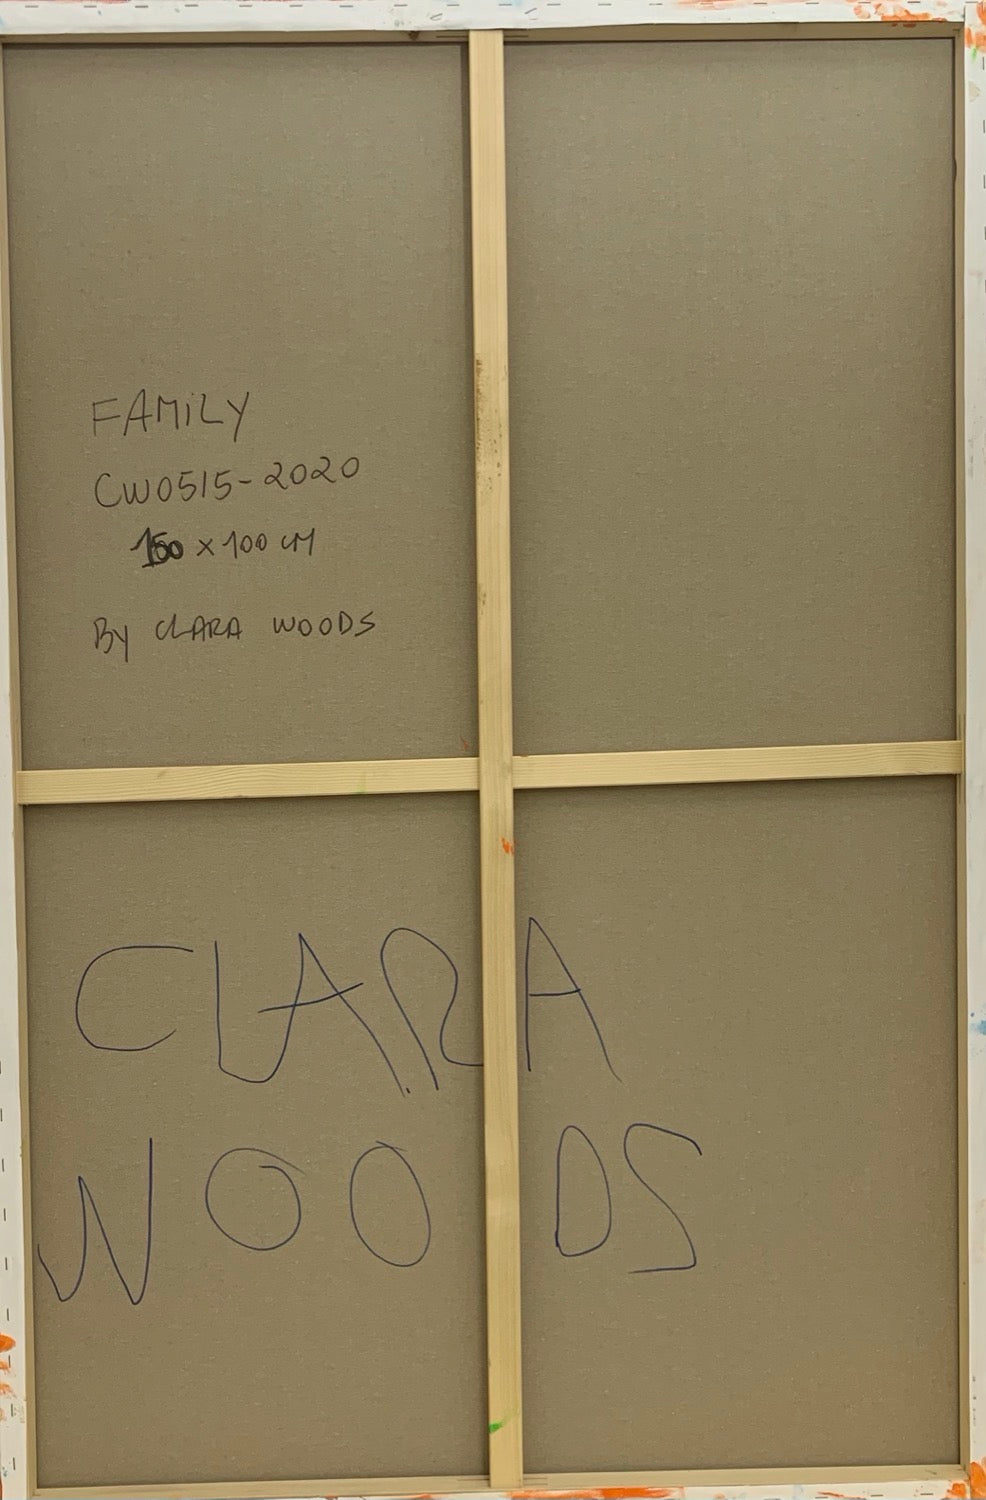 FAMiLY
CW0515-2020
150 x 100 CM
By CLARA WOODS
CLARA
WOODS